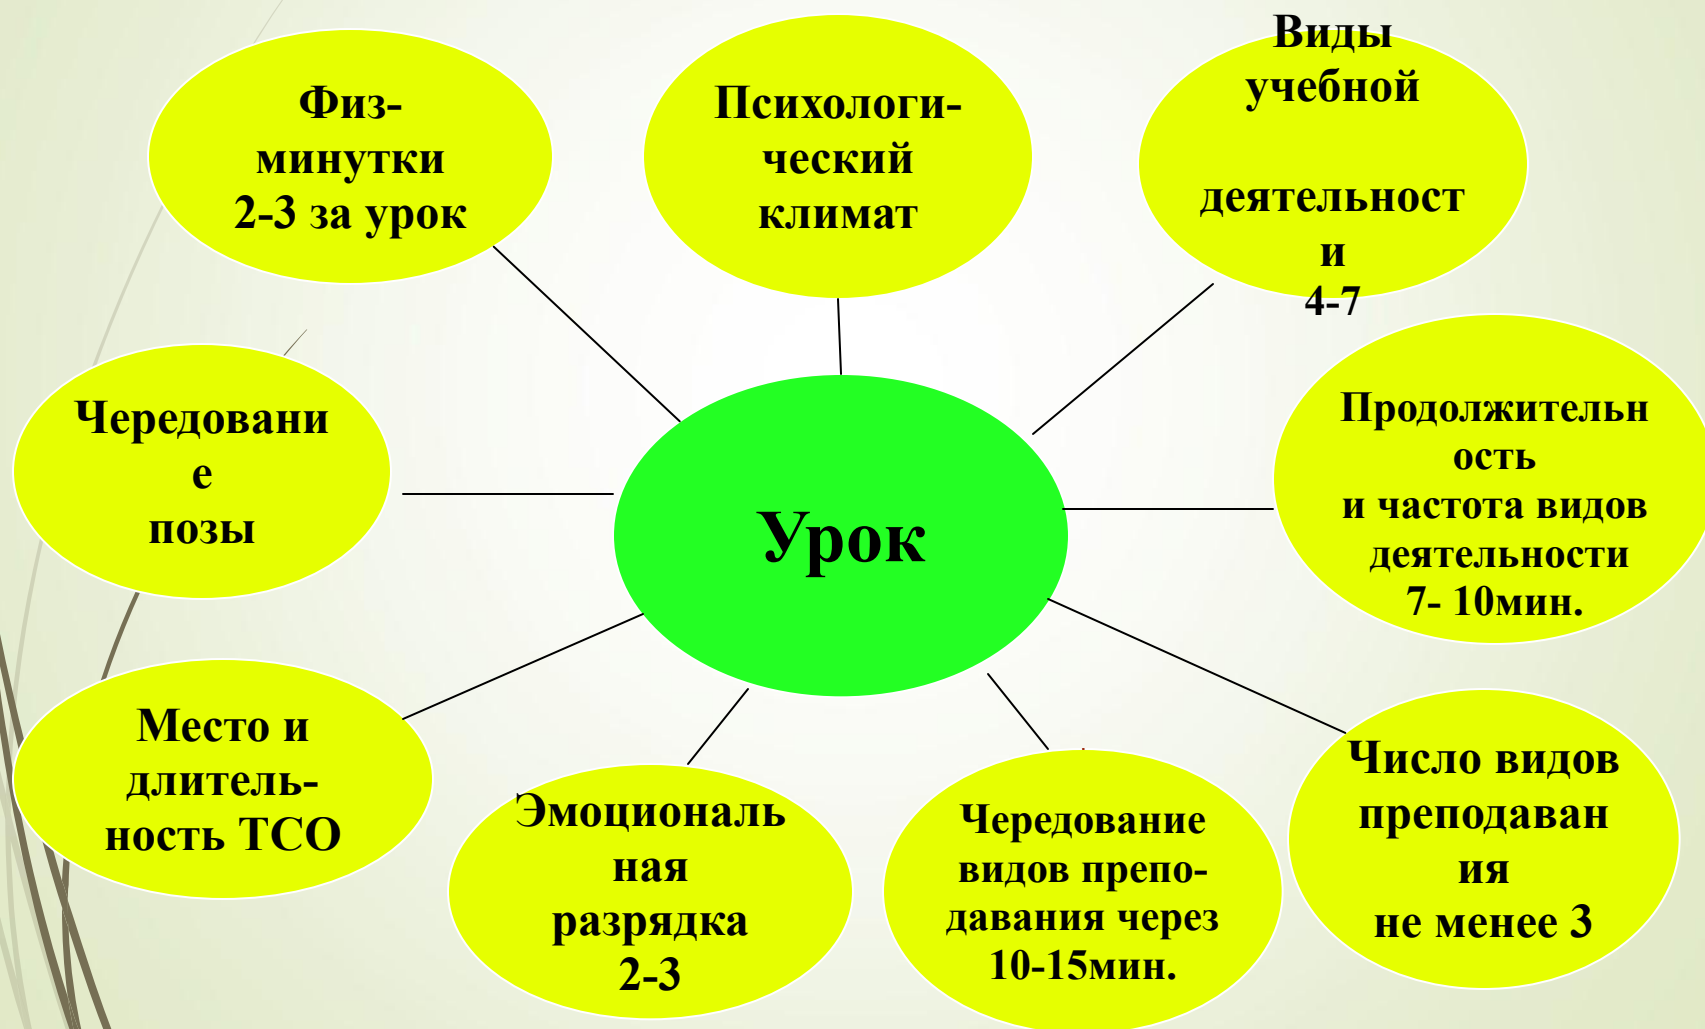 Физ-
минутки
2-3 за урок
Психологи-
ческий
климат
Виды
учебной
деятельност
и
4-7
Чередовани
е
позы
Урок
Продолжительн
ость
и частота видов
деятельности
7- 10мин.
Место и
длитель-
ность ТСО
Эмоциональ
ная
разрядка
2-3
Чередование
видов препо-
давания через
10-15мин.
Число видов
преподаван
ия
не менее 3